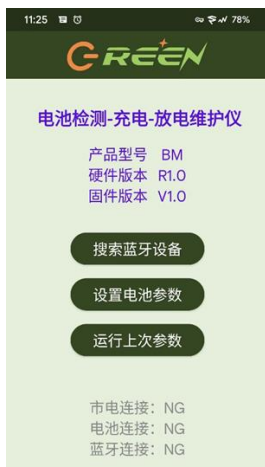 11:25
78%
GREEN
电池检测-充电-放电维护仪
产品型号 BM
硬件版本 R1.0
固件版本 V1.0
搜索蓝牙设备
设置电池参数
运行上次参数
市电连接：NG
电池连接：NG
蓝牙连接：NG